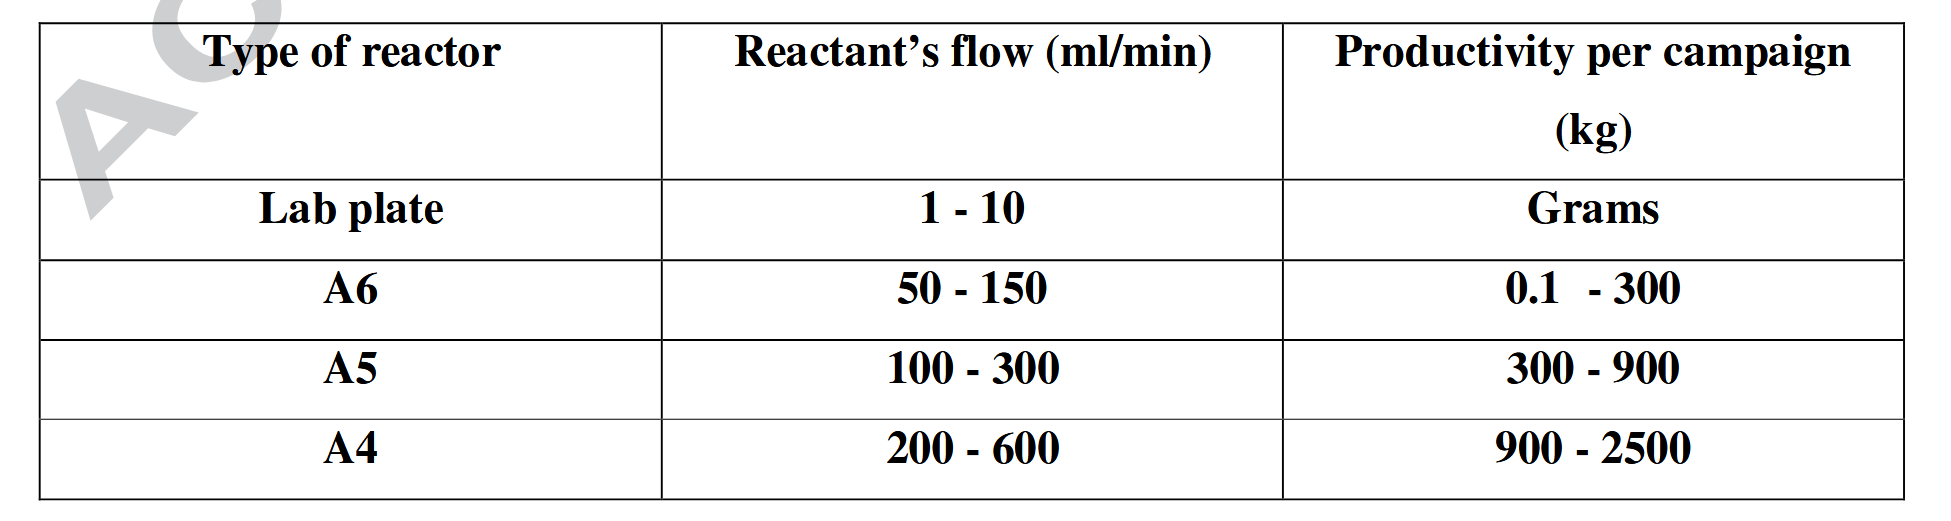 Type of reactor Reactant’s flow (ml/min) Productivity per campaign
(kg)
Lab plate 1 - 10 Grams
A6 50 - 150 0.1 - 300
A5 100 - 300 300 - 900
A4 200 - 600 900 - 2500